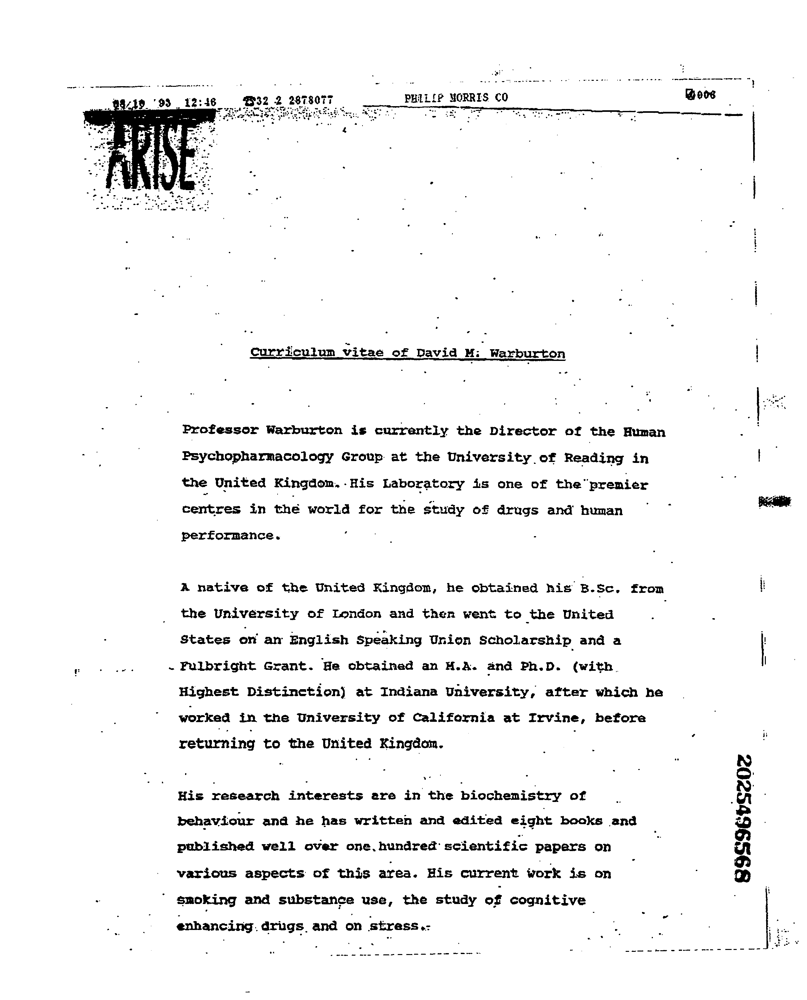 08/19 '93 12:46 ☎32 2 2678077 PHILIP MORRIS CO 006
ARISE
Curriculum vitae of David M. Warburton
Professor Warburton is currently the Director of the Human
Psychopharmacology Group at the University of Reading in
the United Kingdom. His Laboratory is one of the premier
centres in the world for the study of drugs and human
performance.
A native of the United Kingdom, he obtained his B.Sc. from
the University of London and then went to the United
States on an English Speaking Union Scholarship and a
Fulbright Grant. He obtained an M.A. and Ph.D. (with
Highest Distinction) at Indiana University, after which he
worked in the University of California at Irvine, before
returning to the United Kingdom.
His research interests are in the biochemistry of
behaviour and he has written and edited eight books and
published well over one hundred scientific papers on
various aspects of this area. His current work is on
smoking and substance use, the study of cognitive
enhancing drugs and on stress.
2025496568